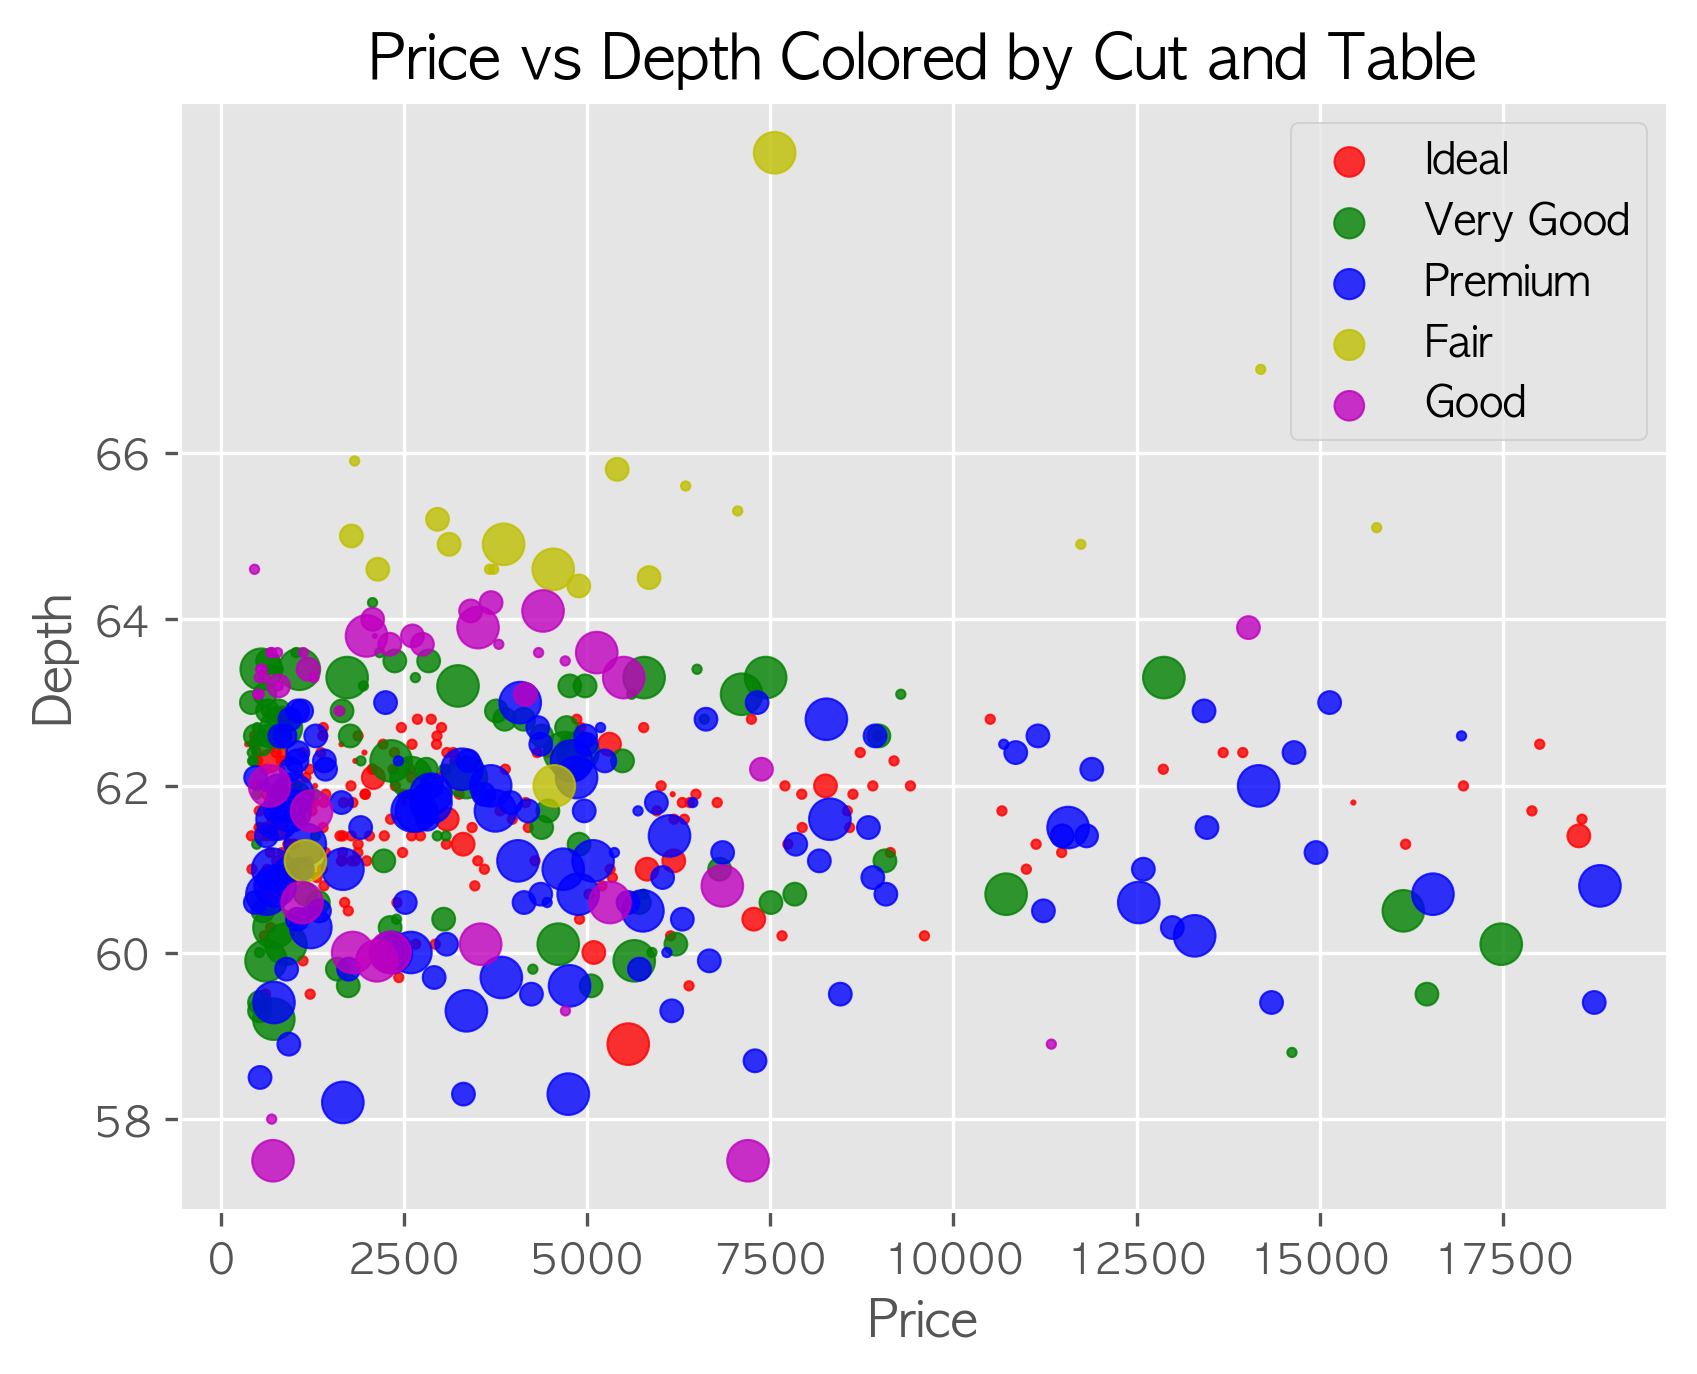 Price vs Depth Colored by Cut and Table
Ideal
Very Good
Premium
Fair
Good
66
64
62
60
58
Depth
0 2500 5000 7500 10000 12500 15000 17500
Price